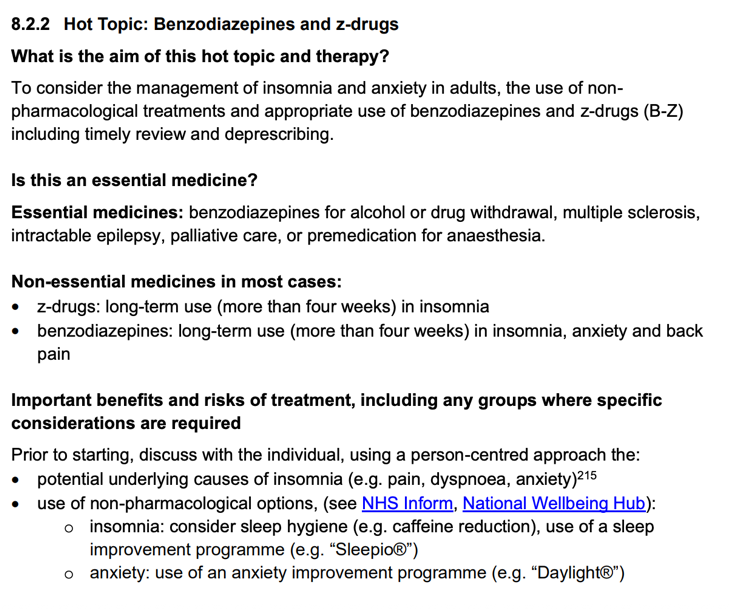 8.2.2 Hot Topic: Benzodiazepines and z-drugs
What is the aim of this hot topic and therapy?
To consider the management of insomnia and anxiety in adults, the use of non-
pharmacological treatments and appropriate use of benzodiazepines and z-drugs (B-Z)
including timely review and deprescribing.
Is this an essential medicine?
Essential medicines: benzodiazepines for alcohol or drug withdrawal, multiple sclerosis,
intractable epilepsy, palliative care, or premedication for anaesthesia.
Non-essential medicines in most cases:
• z-drugs: long-term use (more than four weeks) in insomnia
• benzodiazepines: long-term use (more than four weeks) in insomnia, anxiety and back
pain
Important benefits and risks of treatment, including any groups where specific
considerations are required
Prior to starting, discuss with the individual, using a person-centred approach the:
• potential underlying causes of insomnia (e.g. pain, dyspnoea, anxiety)²¹⁵
• use of non-pharmacological options, (see NHS Inform, National Wellbeing Hub):
o insomnia: consider sleep hygiene (e.g. caffeine reduction), use of a sleep
improvement programme (e.g. “Sleepio®”)
o anxiety: use of an anxiety improvement programme (e.g. “Daylight®”)